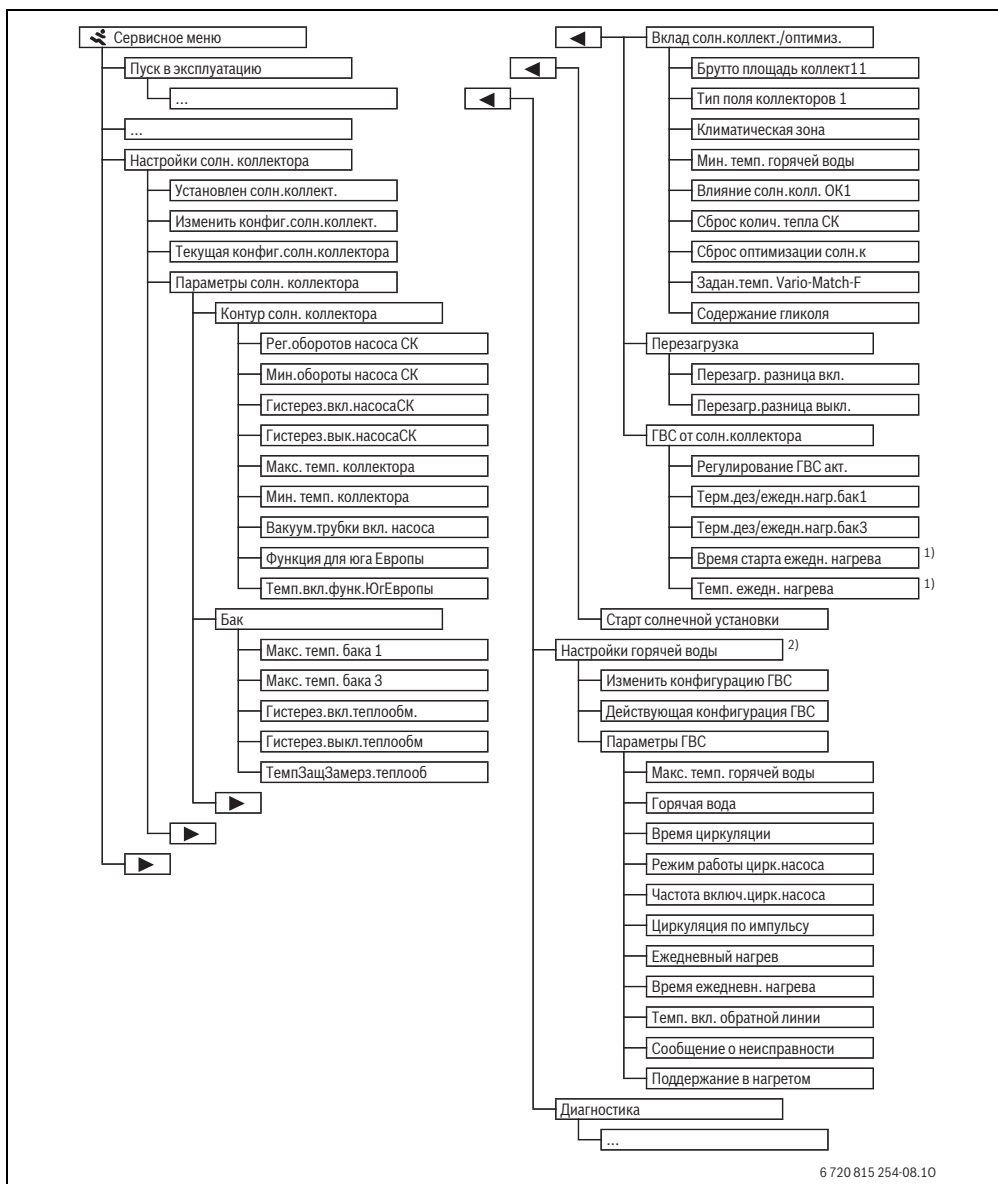 Сервисное меню
Пуск в эксплуатацию
...
...
Настройки солн. коллектора
Установлен солн.коллект.
Изменить конфиг.солн.коллект.
Текущая конфиг.солн.коллектора
Параметры солн. коллектора
Контур солн. коллектора
Рег.оборотов насоса СК
Мин.обороты насоса СК
Гистерез.вкл.насосаСК
Гистерез.вык.насосаСК
Макс. темп. коллектора
Мин. темп. коллектора
Вакуум.трубки вкл. насоса
Функция для юга Европы
Темп.вкл.функ.ЮгЕвропы
Бак
Макс. темп. бака 1
Макс. темп. бака 3
Гистерез.вкл.теплообм.
Гистерез.выкл.теплообм
ТемпЗащЗамерз.теплооб
Вклад солн.коллект./оптимиз.
Брутто площадь коллект11
Тип поля коллекторов 1
Климатическая зона
Мин. темп. горячей воды
Влияние солн.колл. ОК1
Сброс колич. тепла СК
Сброс оптимизации солн.к
Задан.темп. Vario-Match-F
Содержание гликоля
Перезагрузка
Перезагр. разница вкл.
Перезагр.разница выкл.
ГВС от солн.коллектора
Регулирование ГВС акт.
Терм.дез/ежедн.нагр.бак1
Терм.дез/ежедн.нагр.бак3
Время старта ежедн. нагрева 1)
Темп. ежедн. нагрева 1)
Старт солнечной установки
Настройки горячей воды 2)
Изменить конфигурацию ГВС
Действующая конфигурация ГВС
Параметры ГВС
Макс. темп. горячей воды
Горячая вода
Время циркуляции
Режим работы цирк.насоса
Частота включ.цирк.насоса
Циркуляция по импульсу
Ежедневный нагрев
Время ежедневн. нагрева
Темп. вкл. обратной линии
Сообщение о неисправности
Поддержание в нагретом
Диагностика
...
6 720 815 254-08.1O